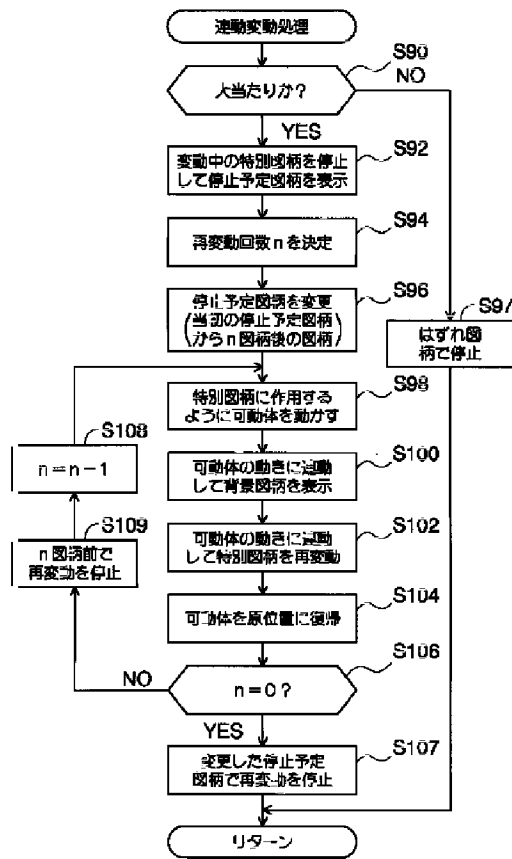 連動変動処理
S90
大当たりか?
NO
YES
S92
変動中の特別図柄を停止
して停止予定図柄を表示
S94
再変動回数nを決定
S96
停止予定図柄を変更
(当初の停止予定図柄
から n 図柄後の図柄)
S97
はずれ図
柄で停止
S98
特別図柄に作用する
ように可動体を動かす
S108
n=n-1
S100
可動体の動きに連動
して背景図柄を表示
S109
n図柄前で
再変動を停止
S102
可動体の動きに連動
して特別図柄を再変動
S104
可動体を原位置に復帰
S106
n=0?
NO
YES
S107
変更した停止予定
図柄で再変動を停止
リターン